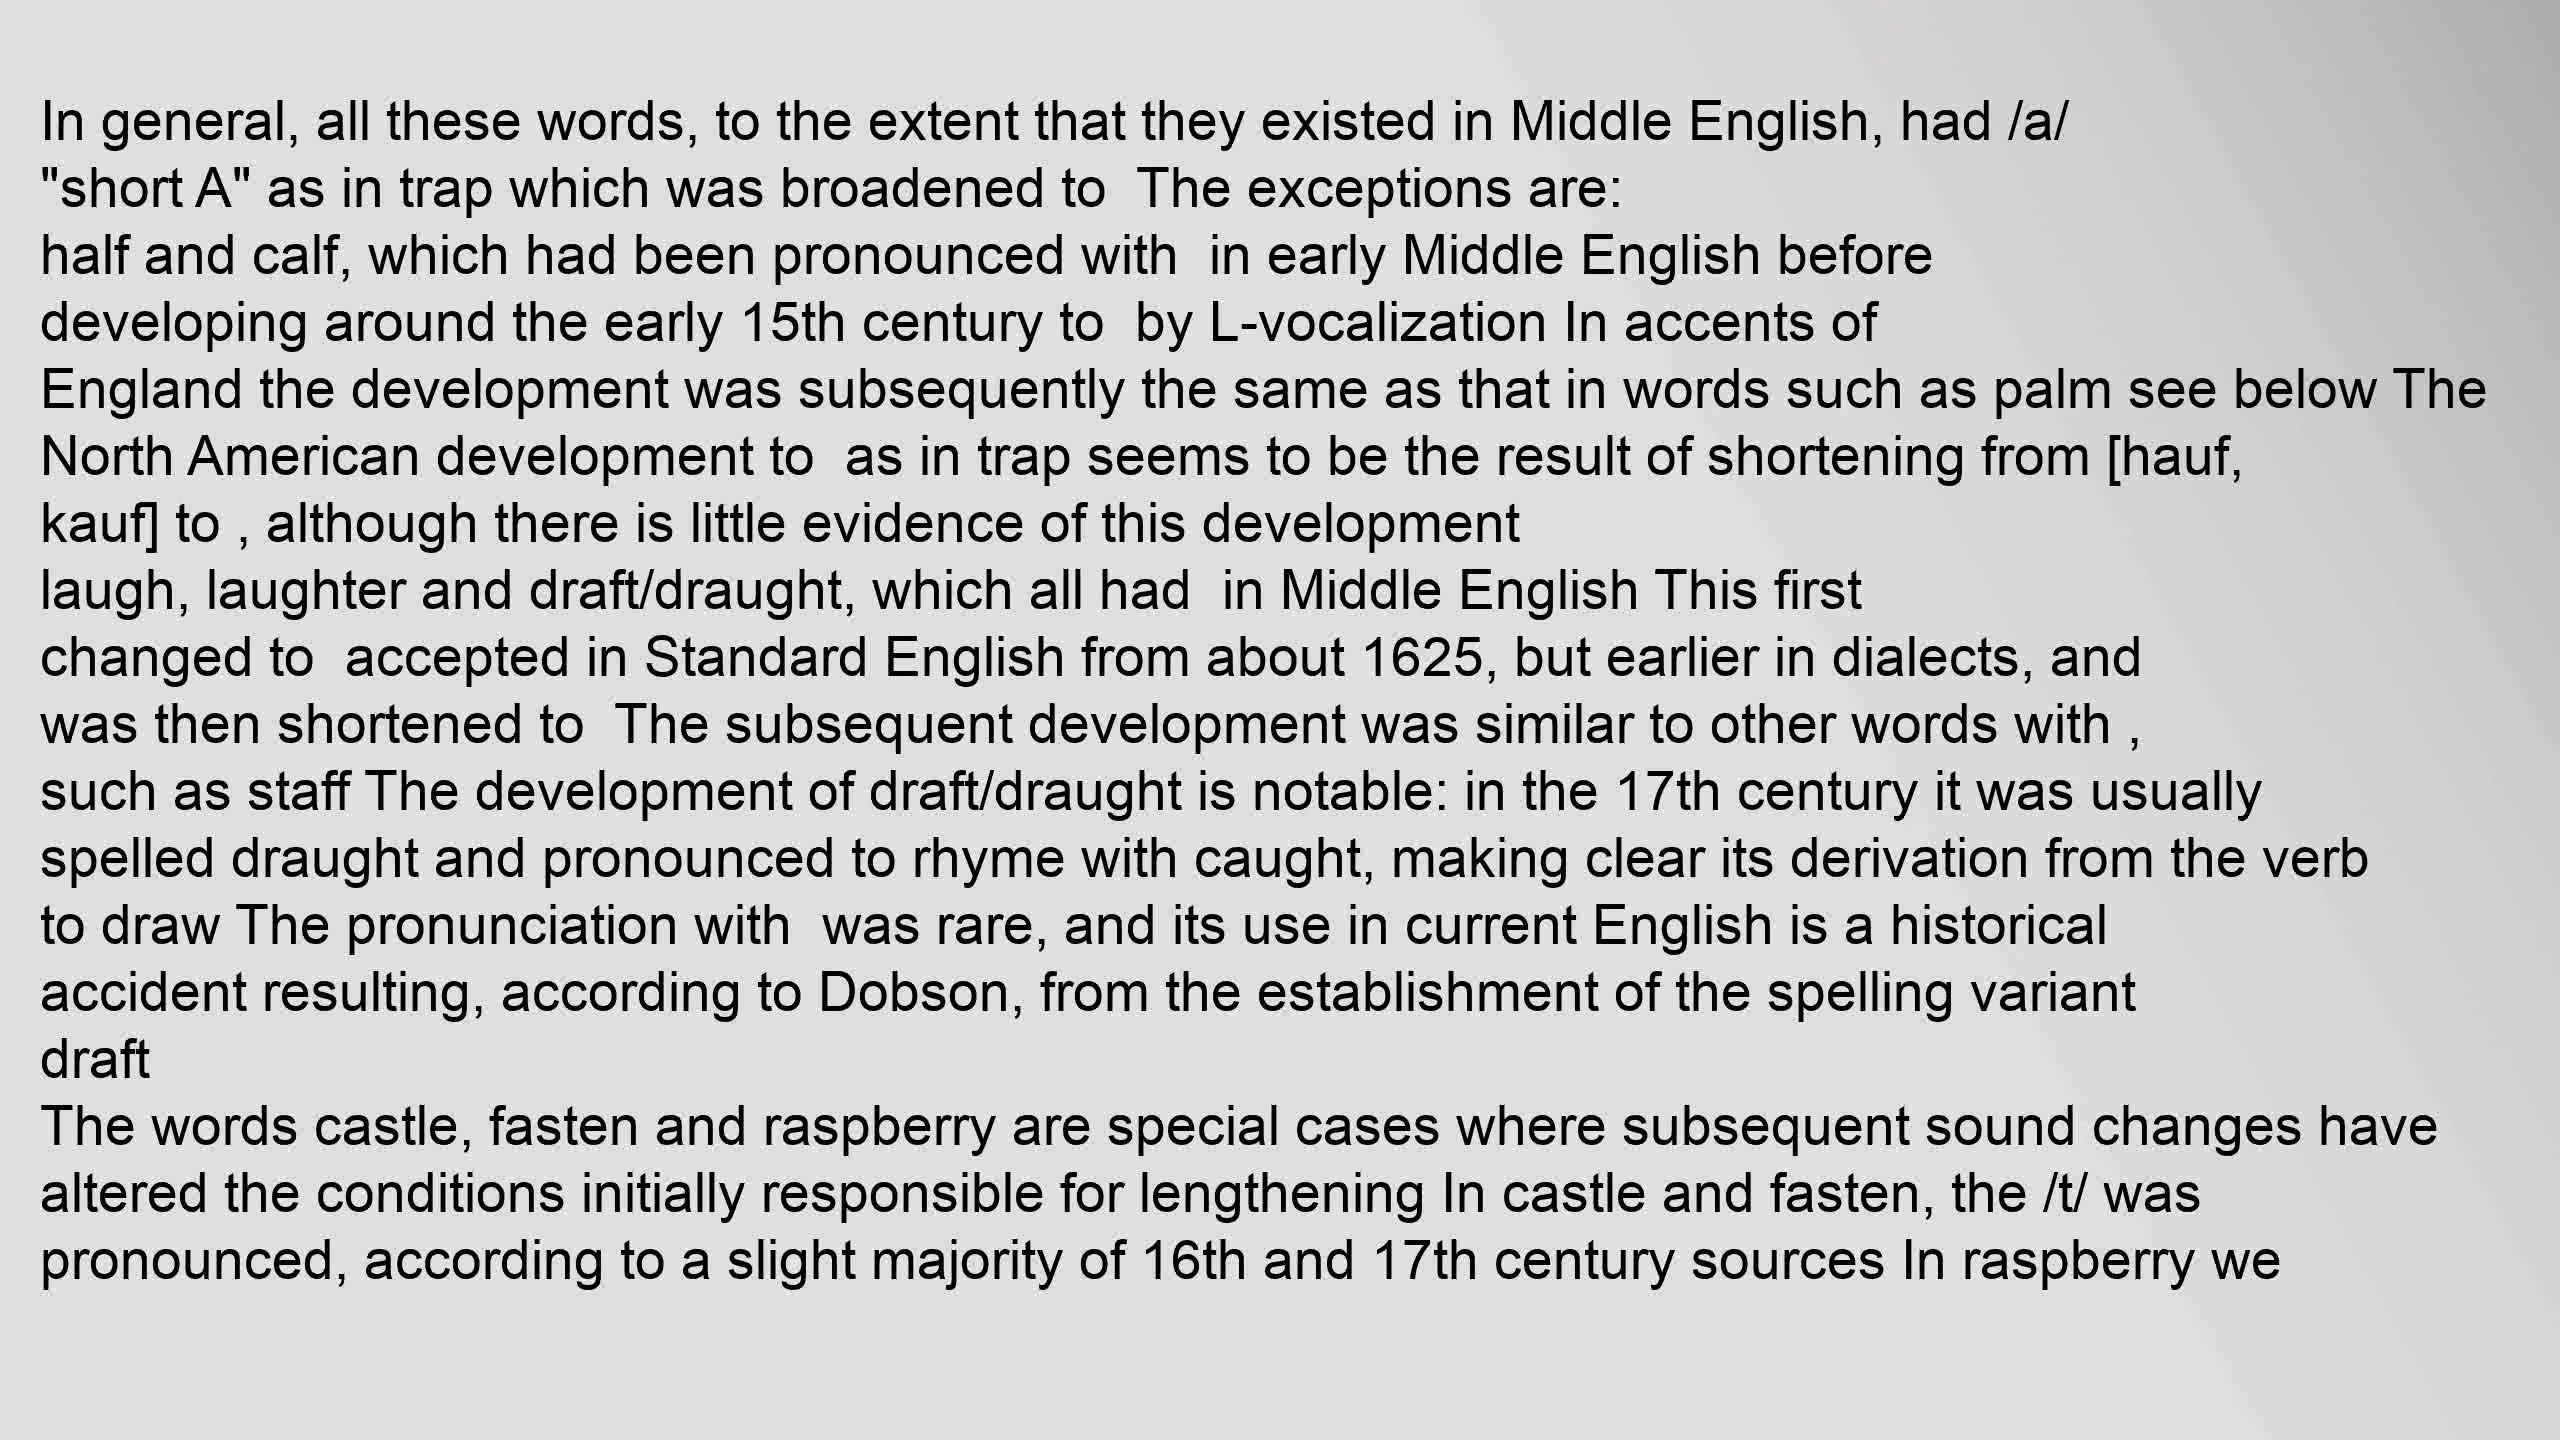 In general, all these words, to the extent that they existed in Middle English, had /a/
"short A" as in trap which was broadened to  The exceptions are:
half and calf, which had been pronounced with  in early Middle English before
developing around the early 15th century to  by L-vocalization In accents of
England the development was subsequently the same as that in words such as palm see below The
North American development to  as in trap seems to be the result of shortening from [hauf,
kauf] to , although there is little evidence of this development
laugh, laughter and draft/draught, which all had  in Middle English This first
changed to  accepted in Standard English from about 1625, but earlier in dialects, and
was then shortened to  The subsequent development was similar to other words with ,
such as staff The development of draft/draught is notable: in the 17th century it was usually
spelled draught and pronounced to rhyme with caught, making clear its derivation from the verb
to draw The pronunciation with  was rare, and its use in current English is a historical
accident resulting, according to Dobson, from the establishment of the spelling variant
draft
The words castle, fasten and raspberry are special cases where subsequent sound changes have
altered the conditions initially responsible for lengthening In castle and fasten, the /t/ was
pronounced, according to a slight majority of 16th and 17th century sources In raspberry we